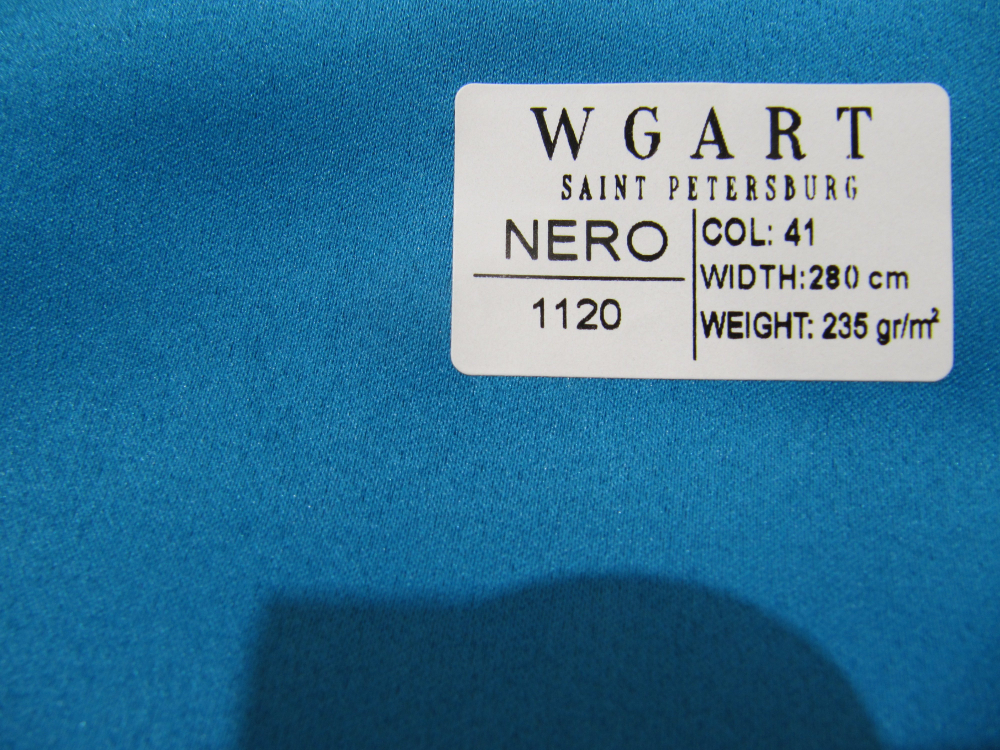 WGART
SAINT PETERSBURG
NERO
1120
COL: 41
WIDTH:280 cm
WEIGHT: 235 gr/m²